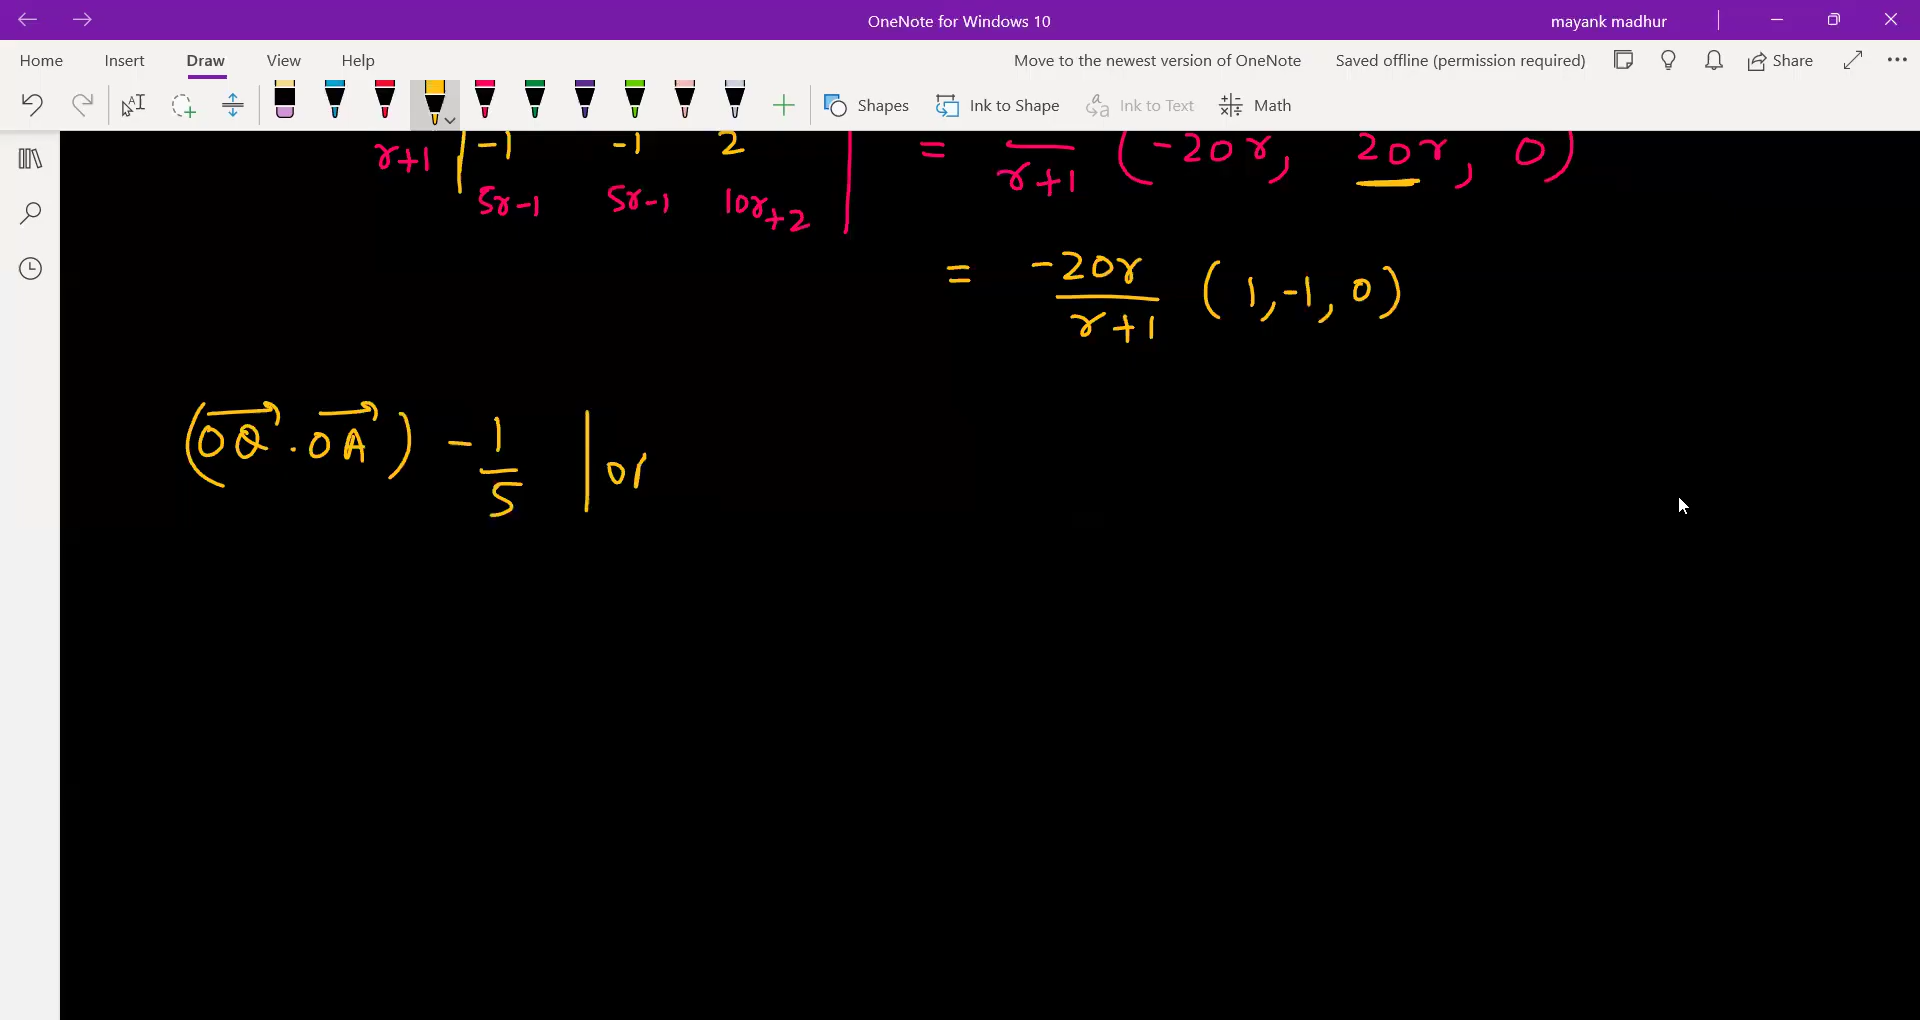 OneNote for Windows 10
mayank madhur
Home Insert Draw View Help
Move to the newest version of OneNote Saved offline (permission required) Share
Shapes Ink to Shape Ink to Text Math
r+1 | -1 -1 2 | = r+1 (-20r, 20r, 0)
5r-1 5r-1 10r+2
= -20r/r+1 (1,-1, 0)
(OQ⃗ . OA⃗) - 1/5 | or